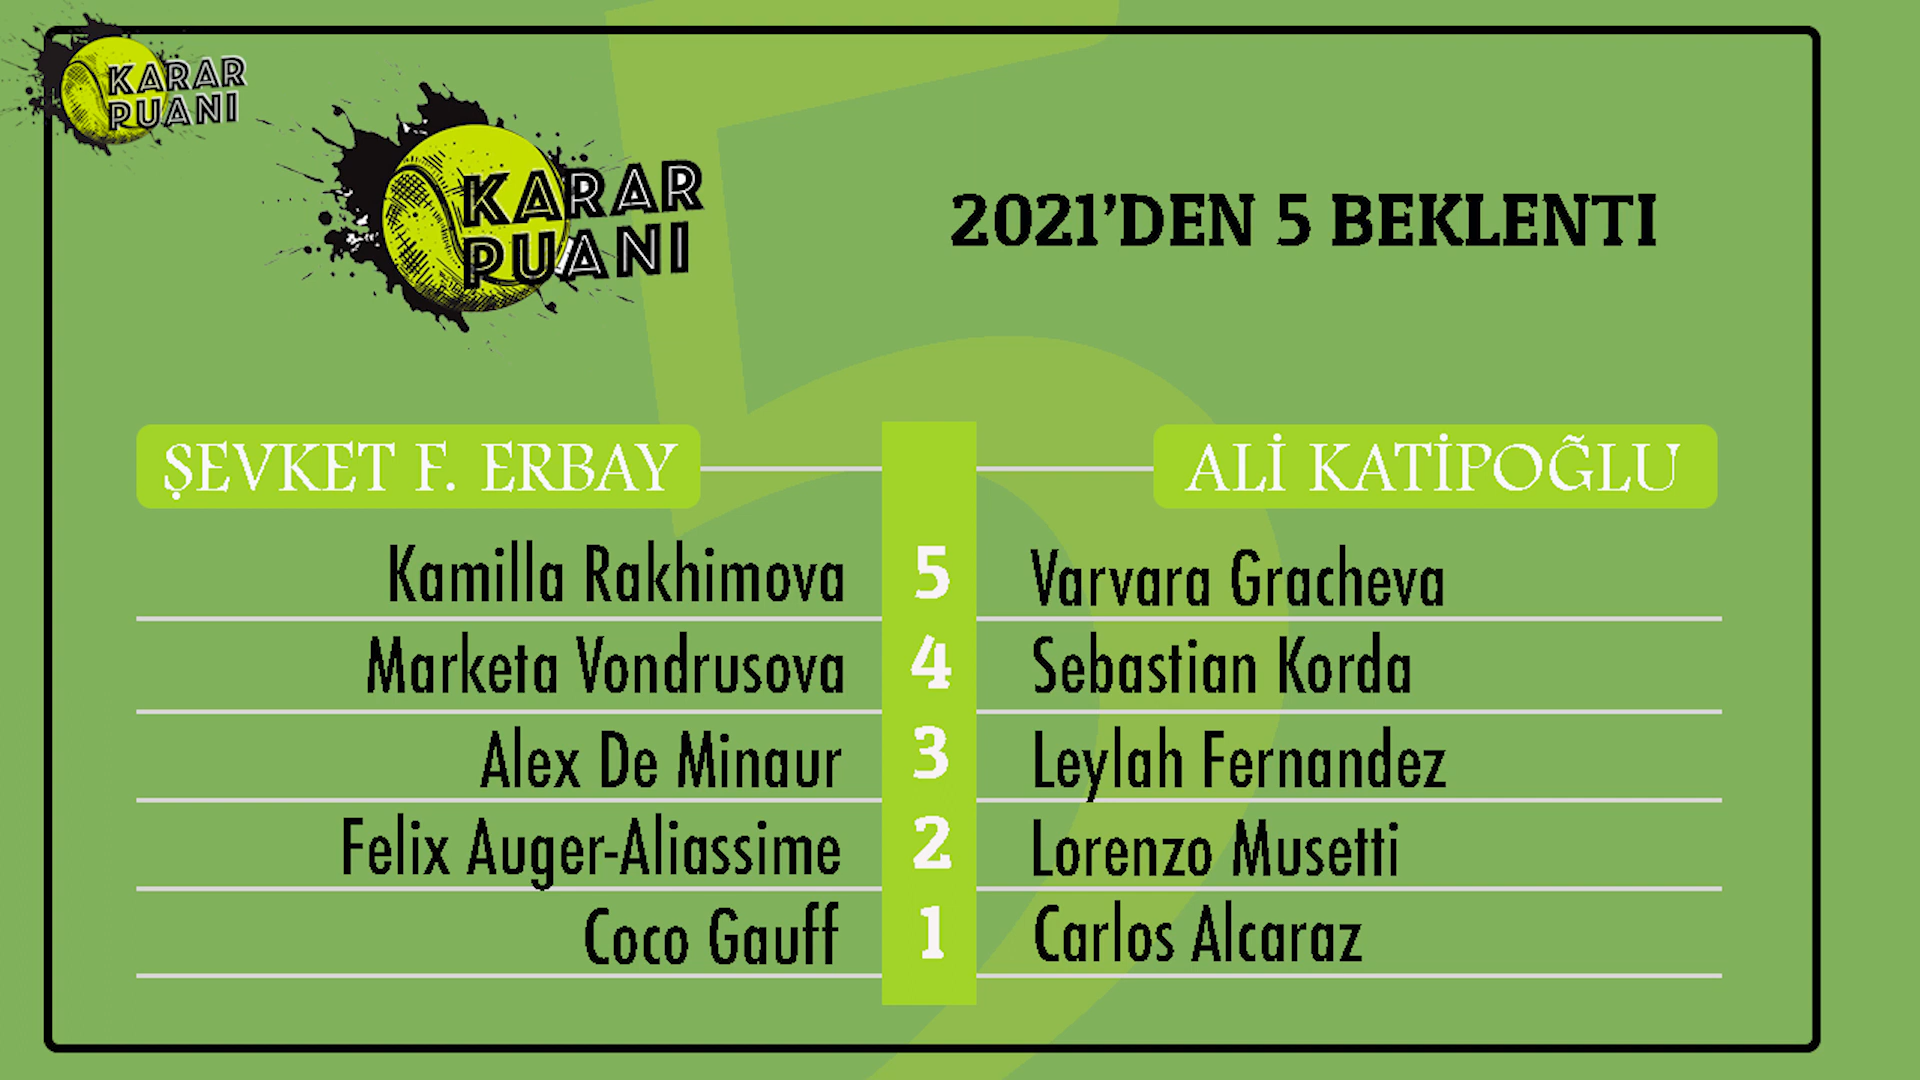 KARAR
PUANI
KARAR
PUANI
2021’DEN 5 BEKLENTI
ŞEVKET F. ERBAY
ALİ KATİPOĞLU
Kamilla Rakhimova 5 Varvara Gracheva
Marketa Vondrusova 4 Sebastian Korda
Alex De Minaur 3 Leylah Fernandez
Felix Auger-Aliassime 2 Lorenzo Musetti
Coco Gauff 1 Carlos Alcaraz